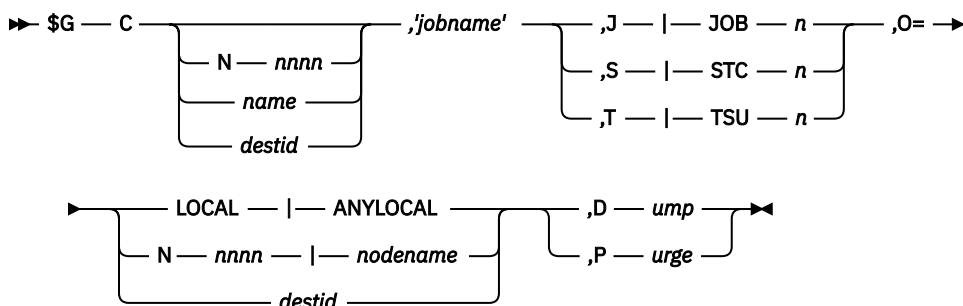 $G C ,'jobname' ,J | JOB n ,O=
N nnnn ,S | STC n
name ,T | TSU n
destid
LOCAL | ANYLOCAL ,D ump
N nnnn | nodename ,P urge
destid